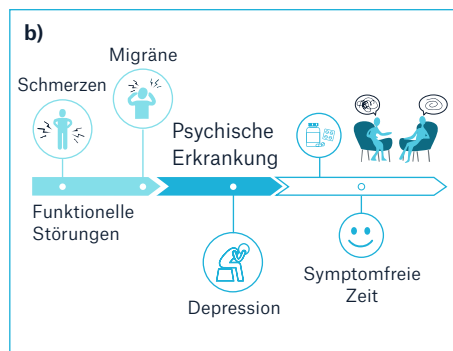 b)
Migräne
Schmerzen
Psychische
Erkrankung
Funktionelle
Störungen
Depression
Symptomfreie
Zeit